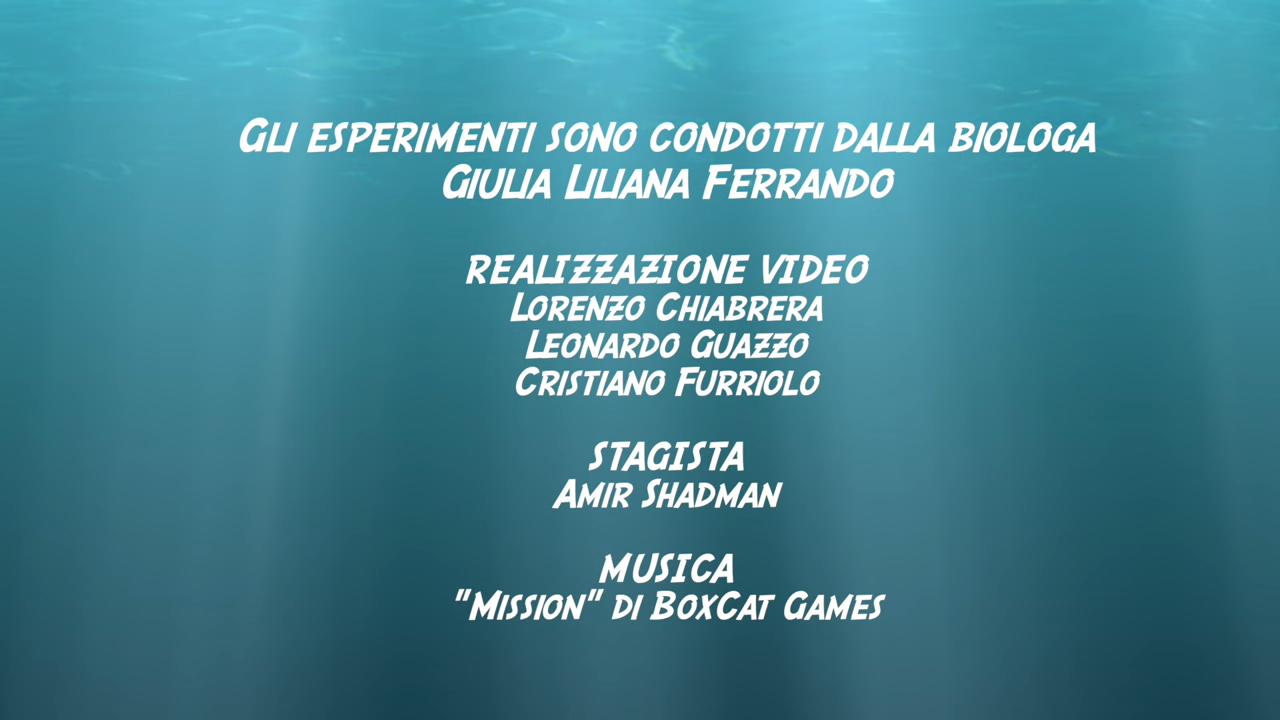 Gli esperimenti sono condotti dalla biologa
Giulia Liliana Ferrando
REALIZZAZIONE VIDEO
Lorenzo Chiabrera
Leonardo Guazzo
Cristiano Furriolo
STAGISTA
Amir Shadman
MUSICA
"Mission" di BoxCat Games